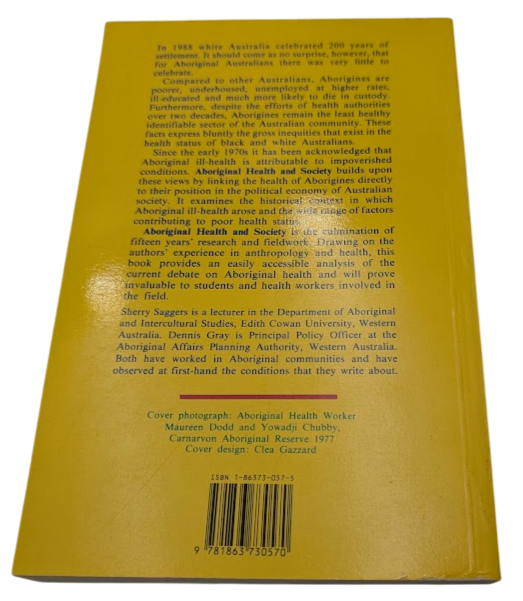 In 1988 white Australia celebrated 200 years of
settlement. It should come as no surprise, however, that
for Aboriginal Australians there was very little to
celebrate.
Compared to other Australians, Aborigines are
poorer, underhoused, unemployed at higher rates,
ill-educated and much more likely to die in custody.
Furthermore, despite the efforts of health authorities
over two decades, Aborigines remain the least healthy
identifiable sector of the Australian community. These
facts express bluntly the gross inequities that exist in the
health status of black and white Australians.
Since the early 1970s it has been acknowledged that
Aboriginal ill-health is attributable to impoverished
conditions. Aboriginal Health and Society builds upon
these views by linking the health of Aborigines directly
to their position in the political economy of Australian
society. It examines the historical context in which
Aboriginal ill-health arose and the wide range of factors
contributing to poor health status.
Aboriginal Health and Society is the culmination of
fifteen years' research and fieldwork. Drawing on the
authors' experience in anthropology and health, this
book provides an easily accessible analysis of the
current debate on Aboriginal health and will prove
invaluable to students and health workers involved in
the field.
Sherry Saggers is a lecturer in the Department of Aboriginal
and Intercultural Studies, Edith Cowan University, Western
Australia. Dennis Gray is Principal Policy Officer at the
Aboriginal Affairs Planning Authority, Western Australia.
Both have worked in Aboriginal communities and have
observed at first-hand the conditions that they write about.
Cover photograph: Aboriginal Health Worker
Maureen Dodd and Yowadji Chubby,
Carnarvon Aboriginal Reserve 1977
Cover design: Clea Gazzard
ISBN 1-86373-057-5
9 781863 730570